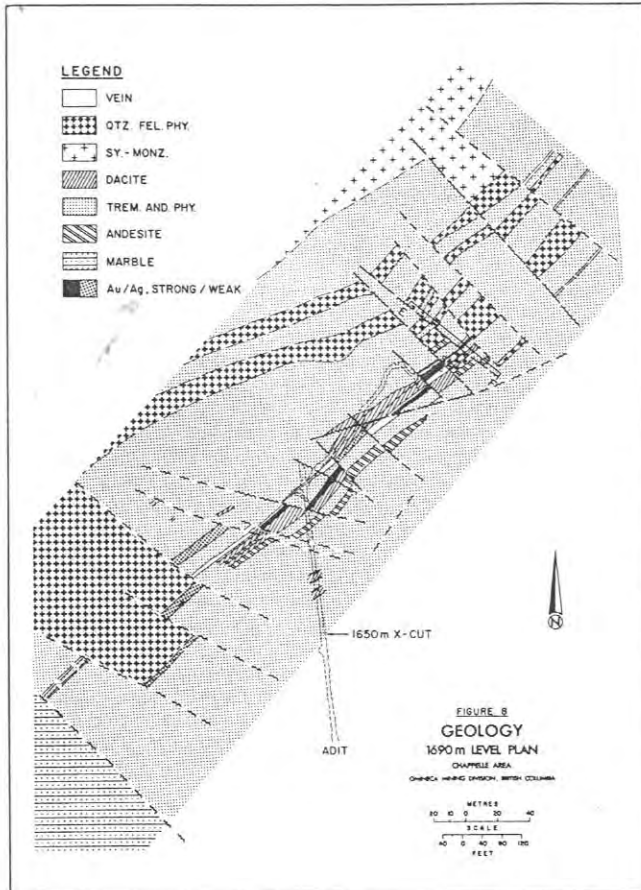 LEGEND
VEIN
QTZ. FEL. PHY.
SY.- MONZ.
DACITE
TREM. AND. PHY.
ANDESITE
MARBLE
Au/Ag, STRONG / WEAK
1650m X-CUT
ADIT
N
FIGURE 8
GEOLOGY
1690m LEVEL PLAN
CHAPPELLE AREA
OMINECA MINING DIVISION, BRITISH COLUMBIA
METRES
20 10 0 20 40
SCALE
40 0 40 80 120
FEET